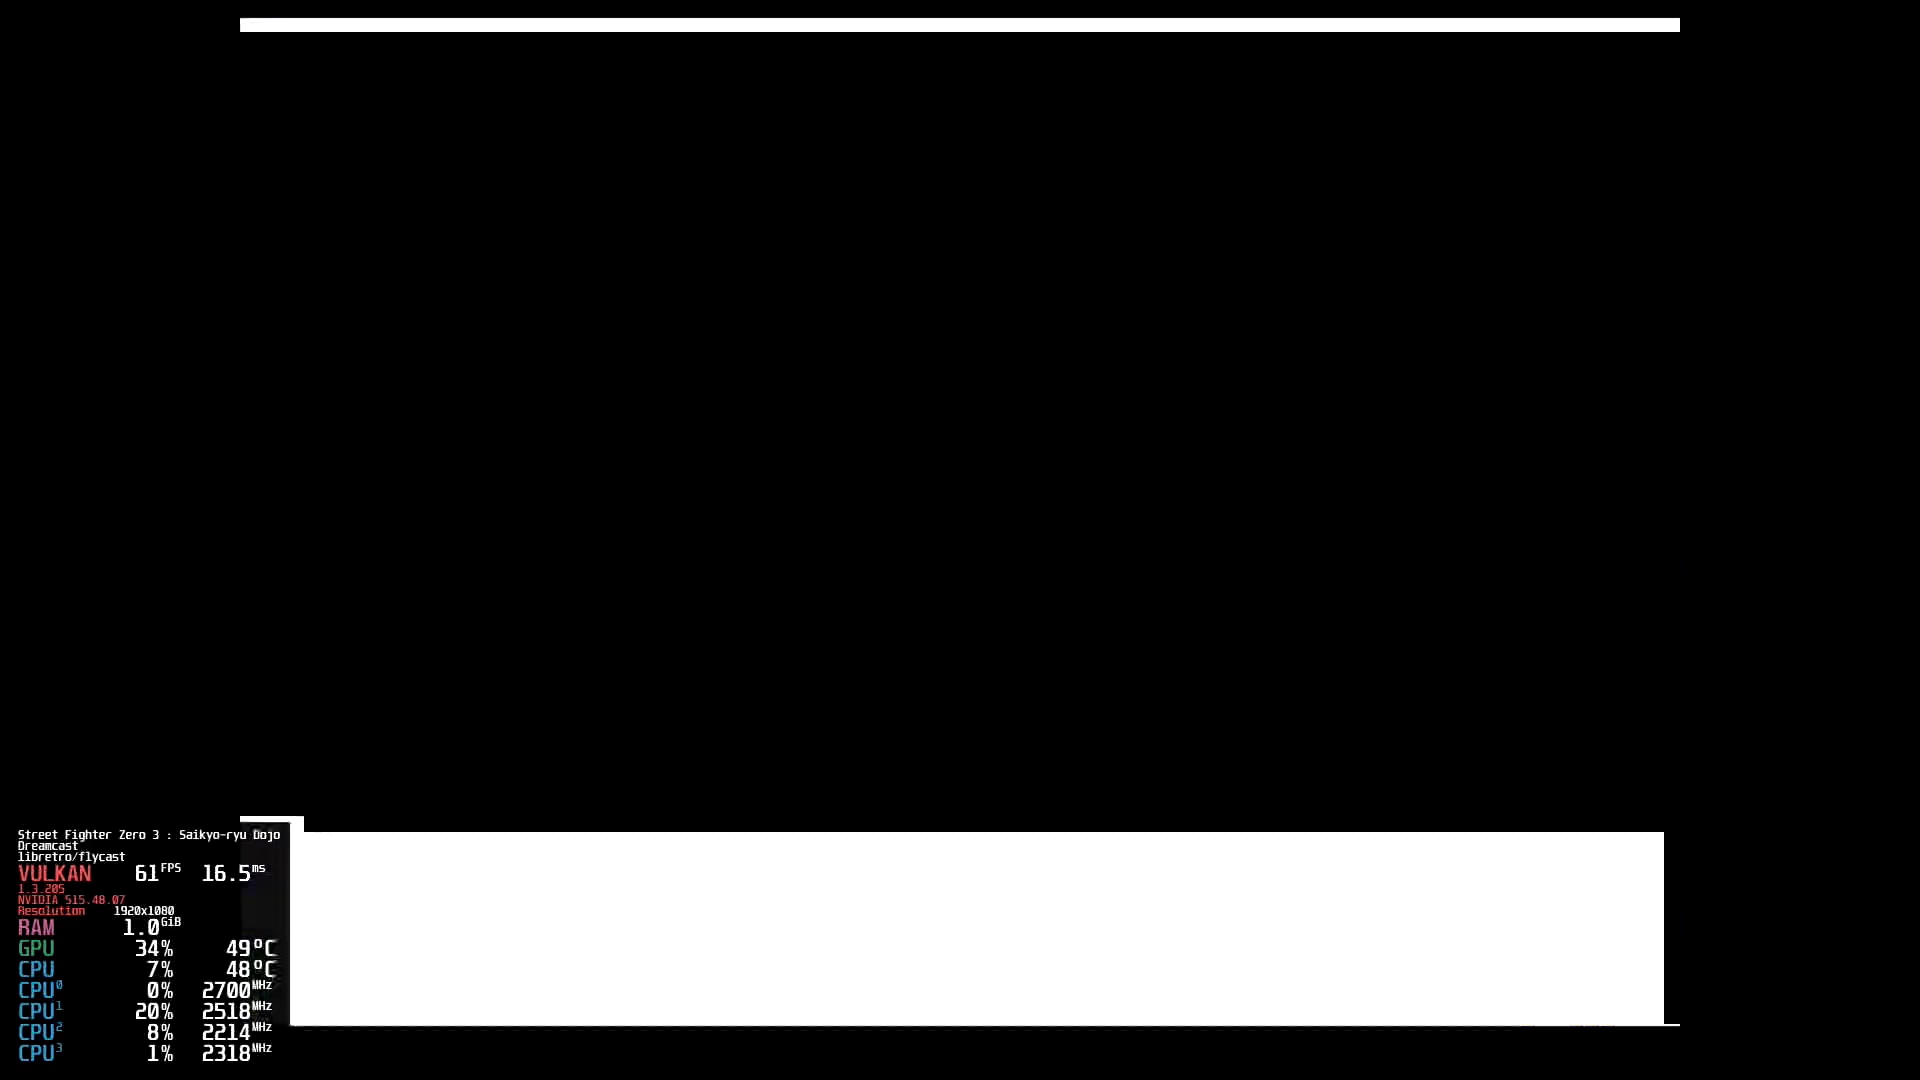 Street Fighter Zero 3 : Saikyo-ryu Dojo
Dreamcast
libretro/flycast
VULKAN 61 FPS 16.5 ms
1.3.205
NVIDIA 515.48.07
Resolution 1920x1080
RAM 1.0 GiB
GPU 34% 49°C
CPU 7% 48°C
CPU0 0% 2700 MHz
CPU1 20% 2518 MHz
CPU2 8% 2214 MHz
CPU3 1% 2318 MHz